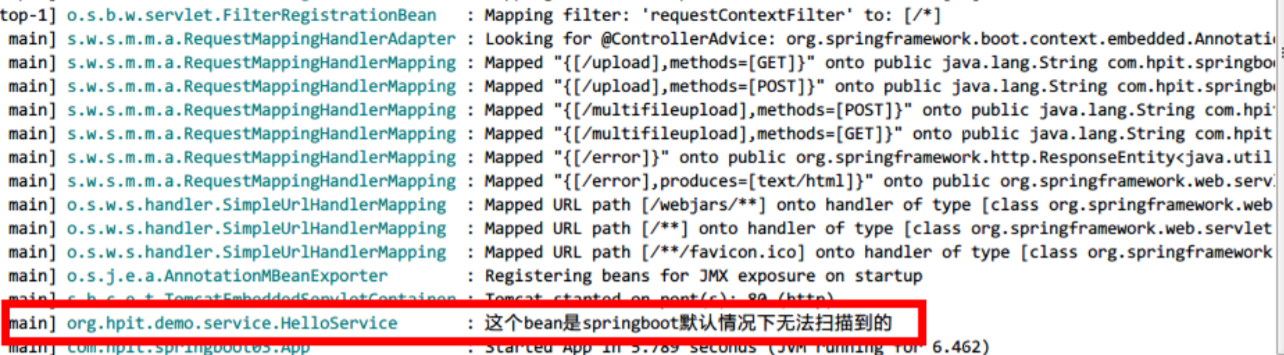 top-1] o.s.b.w.servlet.FilterRegistrationBean : Mapping filter: 'requestContextFilter' to: [/*]
main] s.w.s.m.m.a.RequestMappingHandlerAdapter : Looking for @ControllerAdvice: org.springframework.boot.context.embedded.Annotati
main] s.w.s.m.m.a.RequestMappingHandlerMapping : Mapped "{[/upload],methods=[GET]}" onto public java.lang.String com.hpit.springbo
main] s.w.s.m.m.a.RequestMappingHandlerMapping : Mapped "{[/upload],methods=[POST]}" onto public java.lang.String com.hpit.springb
main] s.w.s.m.m.a.RequestMappingHandlerMapping : Mapped "{[/multifileupload],methods=[POST]}" onto public java.lang.String com.hpi
main] s.w.s.m.m.a.RequestMappingHandlerMapping : Mapped "{[/multifileupload],methods=[GET]}" onto public java.lang.String com.hpit
main] s.w.s.m.m.a.RequestMappingHandlerMapping : Mapped "{[/error]}" onto public org.springframework.http.ResponseEntity<java.util
main] s.w.s.m.m.a.RequestMappingHandlerMapping : Mapped "{[/error],produces=[text/html]}" onto public org.springframework.web.serv
main] o.s.w.s.handler.SimpleUrlHandlerMapping : Mapped URL path [/webjars/**] onto handler of type [class org.springframework.web
main] o.s.w.s.handler.SimpleUrlHandlerMapping : Mapped URL path [/**] onto handler of type [class org.springframework.web.servlet
main] o.s.w.s.handler.SimpleUrlHandlerMapping : Mapped URL path [/**/favicon.ico] onto handler of type [class org.springframework
main] o.s.j.e.a.AnnotationMBeanExporter : Registering beans for JMX exposure on startup
main] s.b.c.e.t.TomcatEmbeddedServletContainer : Tomcat started on port(s): 80 (http)
main] org.hpit.demo.service.HelloService : 这个bean是springboot默认情况下无法扫描到的
main] com.hpit.springboot03.App : Started App in 5.789 seconds (JVM running for 6.462)